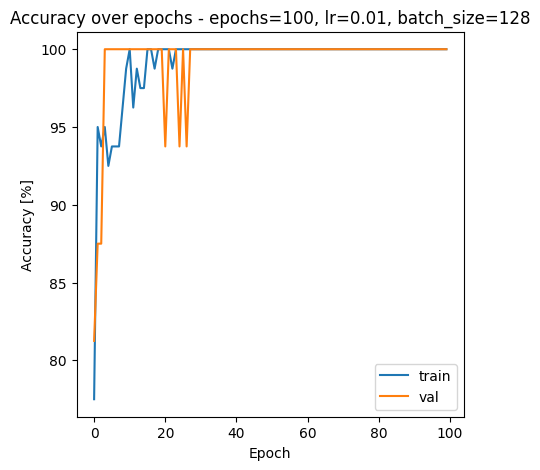 Accuracy over epochs - epochs=100, lr=0.01, batch_size=128
100
95
90
85
80
Accuracy [%]
train
val
0
20
40
60
80
100
Epoch